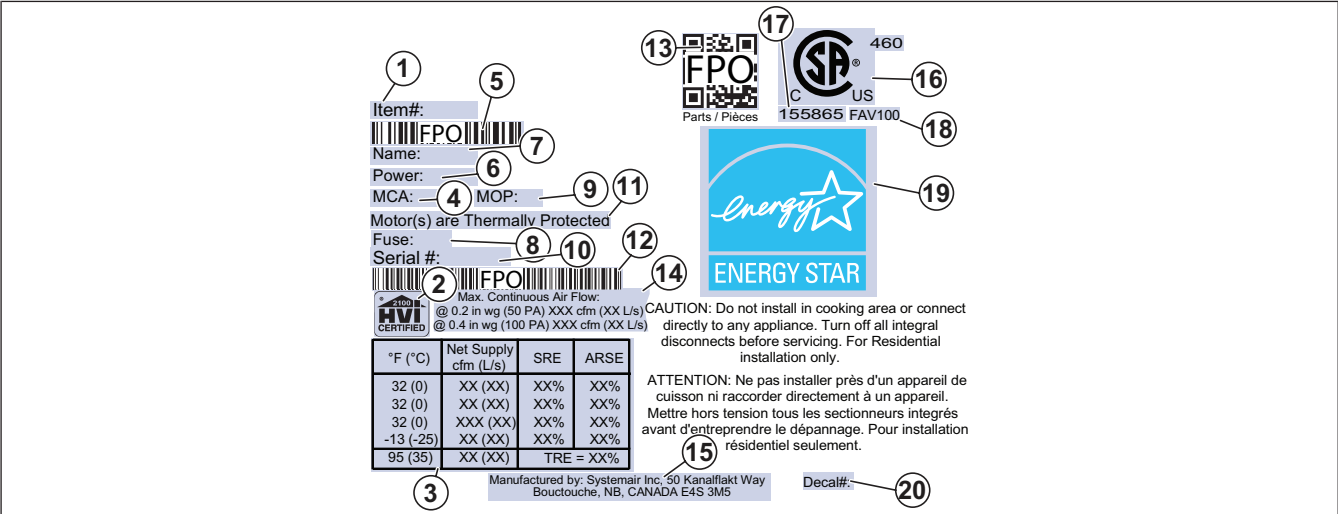 1
Item#:
5
FPO
7
Name:
6
Power:
4
MCA:
MOP:
9
11
Motor(s) are Thermally Protected
Fuse:
8
Serial #:
10
12
FPO
2
2100
HVI
CERTIFIED
®
14
Max. Continuous Air Flow:
@ 0.2 in wg (50 PA) XXX cfm (XX L/s)
@ 0.4 in wg (100 PA) XXX cfm (XX L/s)
°F (°C) Net Supply cfm (L/s) SRE ARSE
32 (0) XX (XX) XX% XX%
32 (0) XX (XX) XX% XX%
32 (0) XXX (XX) XX% XX%
-13 (-25) XX (XX) XX% XX%
95 (35) XX (XX) TRE = XX%
3
13
FPO
Parts / Pièces
17
460
SA
®
C US
16
155865 FAV100
18
energy
ENERGY STAR
19
CAUTION: Do not install in cooking area or connect
directly to any appliance. Turn off all integral
disconnects before servicing. For Residential
installation only.
ATTENTION: Ne pas installer près d'un appareil de
cuisson ni raccorder directement à un appareil.
Mettre hors tension tous les sectionneurs integrés
avant d'entreprendre le dépannage. Pour installation
résidentiel seulement.
15
Manufactured by: Systemair Inc, 50 Kanalflakt Way
Bouctouche, NB, CANADA E4S 3M5
Decal#:
20